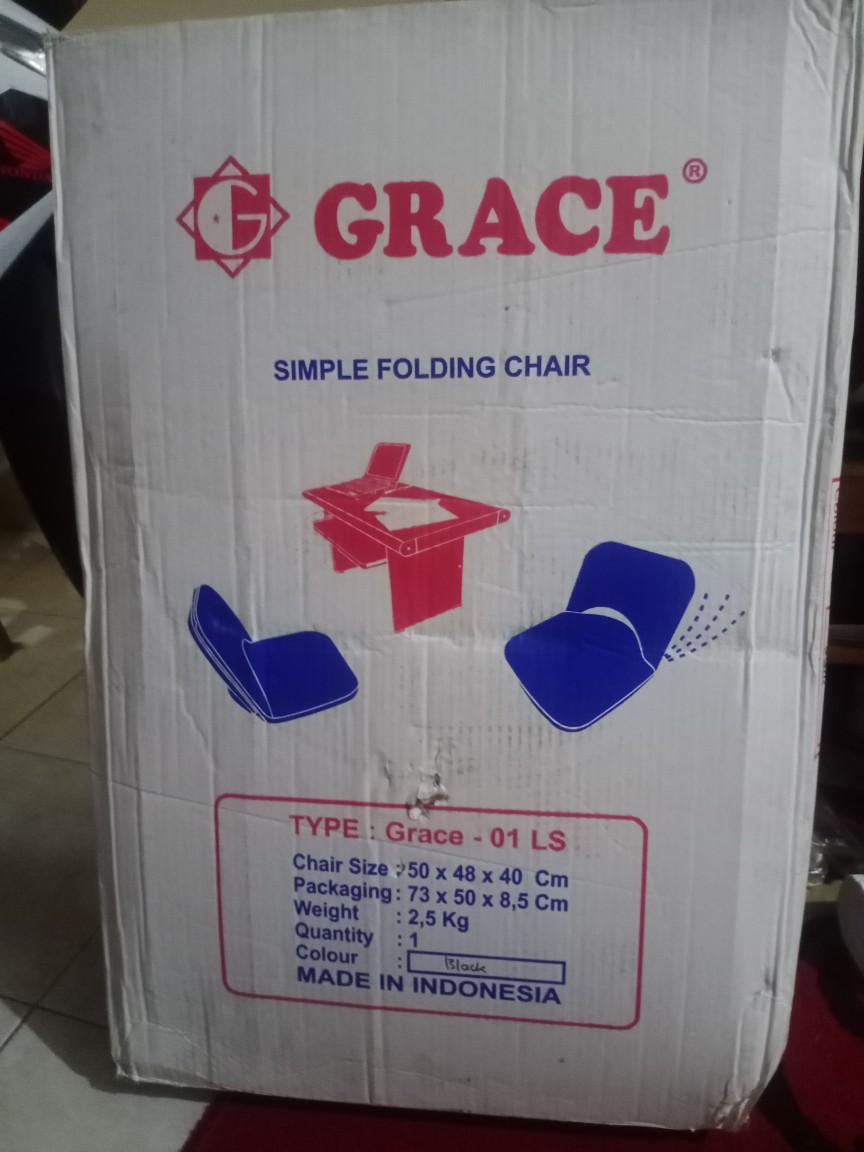 G
GRACE®
SIMPLE FOLDING CHAIR
TYPE : Grace - 01 LS
Chair Size : 50 x 48 x 40 Cm
Packaging : 73 x 50 x 8,5 Cm
Weight : 2,5 Kg
Quantity : 1
Colour : Black
MADE IN INDONESIA